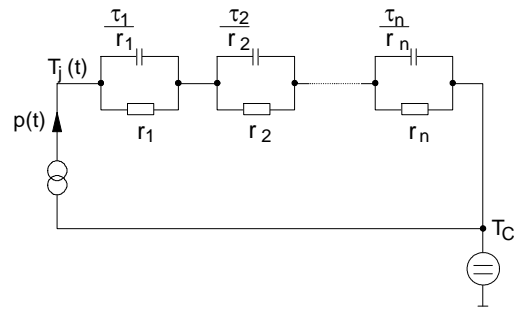 τ1/r1
τ2/r2
τn/rn
Tj(t)
r1
r2
rn
p(t)
TC